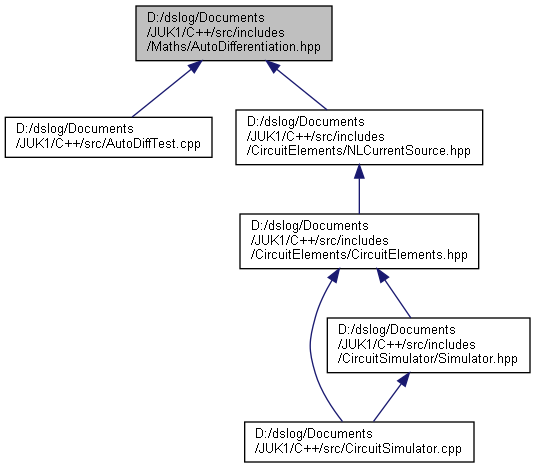 D:/dslog/Documents
/JUK1/C++/src/includes
/Maths/AutoDifferentiation.hpp
D:/dslog/Documents
/JUK1/C++/src/AutoDiffTest.cpp
D:/dslog/Documents
/JUK1/C++/src/includes
/CircuitElements/NLCurrentSource.hpp
D:/dslog/Documents
/JUK1/C++/src/includes
/CircuitElements/CircuitElements.hpp
D:/dslog/Documents
/JUK1/C++/src/includes
/CircuitSimulator/Simulator.hpp
D:/dslog/Documents
/JUK1/C++/src/CircuitSimulator.cpp